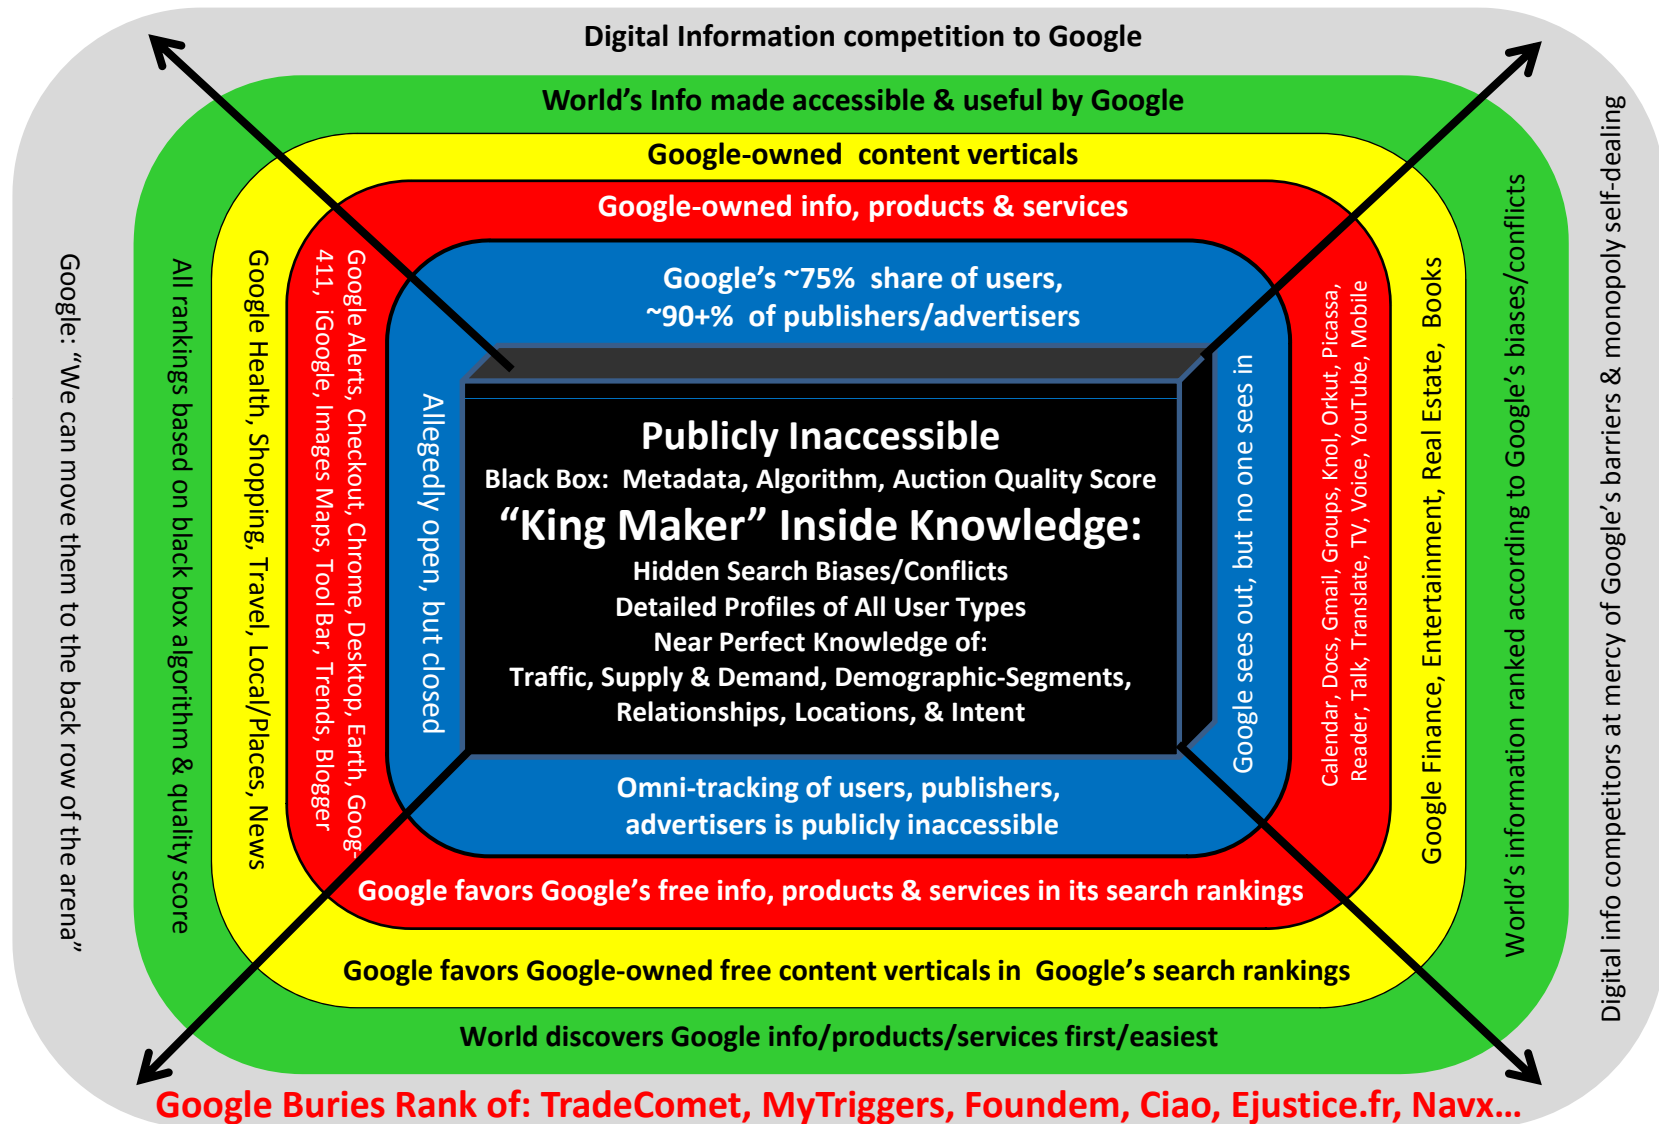 Digital Information competition to Google
World's Info made accessible & useful by Google
Google-owned content verticals
Google-owned info, products & services
Google's ~75% share of users,
~90+% of publishers/advertisers
Google: "We can move them to the back row of the arena"
All rankings based on black box algorithm & quality score
Google Health, Shopping, Travel, Local/Places, News
Google Alerts, Checkout, Chrome, Desktop, Earth, Goog-
411, iGoogle, Images Maps, Tool Bar, Trends, Blogger
Allegedly open, but closed
Publicly Inaccessible
Black Box: Metadata, Algorithm, Auction Quality Score
"King Maker" Inside Knowledge:
Hidden Search Biases/Conflicts
Detailed Profiles of All User Types
Near Perfect Knowledge of:
Traffic, Supply & Demand, Demographic-Segments,
Relationships, Locations, & Intent
Google sees out, but no one sees in
Calendar, Docs, Gmail, Groups, Knol, Orkut, Picassa,
Reader, Talk, Translate, TV, Voice, YouTube, Mobile
Google Finance, Entertainment, Real Estate, Books
World's information ranked according to Google's biases/conflicts
Digital info competitors at mercy of Google's barriers & monopoly self-dealing
Omni-tracking of users, publishers,
advertisers is publicly inaccessible
Google favors Google's free info, products & services in its search rankings
Google favors Google-owned free content verticals in Google's search rankings
World discovers Google info/products/services first/easiest
Google Buries Rank of: TradeComet, MyTriggers, Foundem, Ciao, Ejustice.fr, Navx...